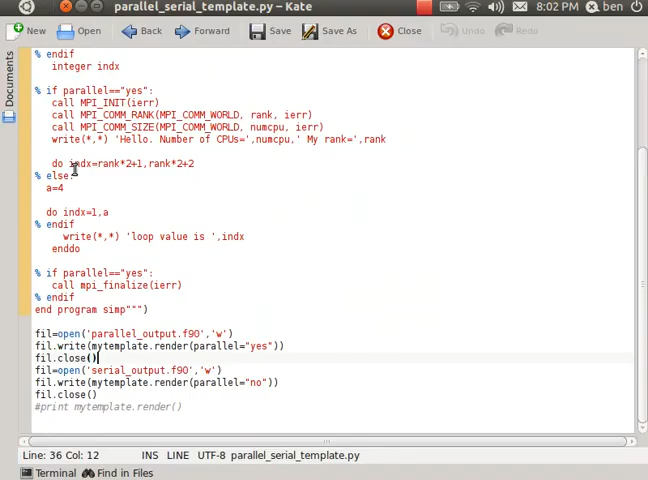 parallel_serial_template.py - Kate
8:02 PM ben
New Open Back Forward Save Save As Close Undo Redo
Documents
% endif
integer indx
% if parallel=="yes":
call MPI_INIT(ierr)
call MPI_COMM_RANK(MPI_COMM_WORLD, rank, ierr)
call MPI_COMM_SIZE(MPI_COMM_WORLD, numcpu, ierr)
write(*,*) 'Hello. Number of CPUs=',numcpu,' My rank=',rank
do indx=rank*2+1,rank*2+2
% else:
a=4
do indx=1,a
% endif
write(*,*) 'loop value is ',indx
enddo
% if parallel=="yes":
call mpi_finalize(ierr)
% endif
end program simp""")
fil=open('parallel_output.f90','w')
fil.write(mytemplate.render(parallel="yes"))
fil.close()
fil=open('serial_output.f90','w')
fil.write(mytemplate.render(parallel="no"))
fil.close()
#print mytemplate.render()
Line: 36 Col: 12 INS LINE UTF-8 parallel_serial_template.py
Terminal Find in Files